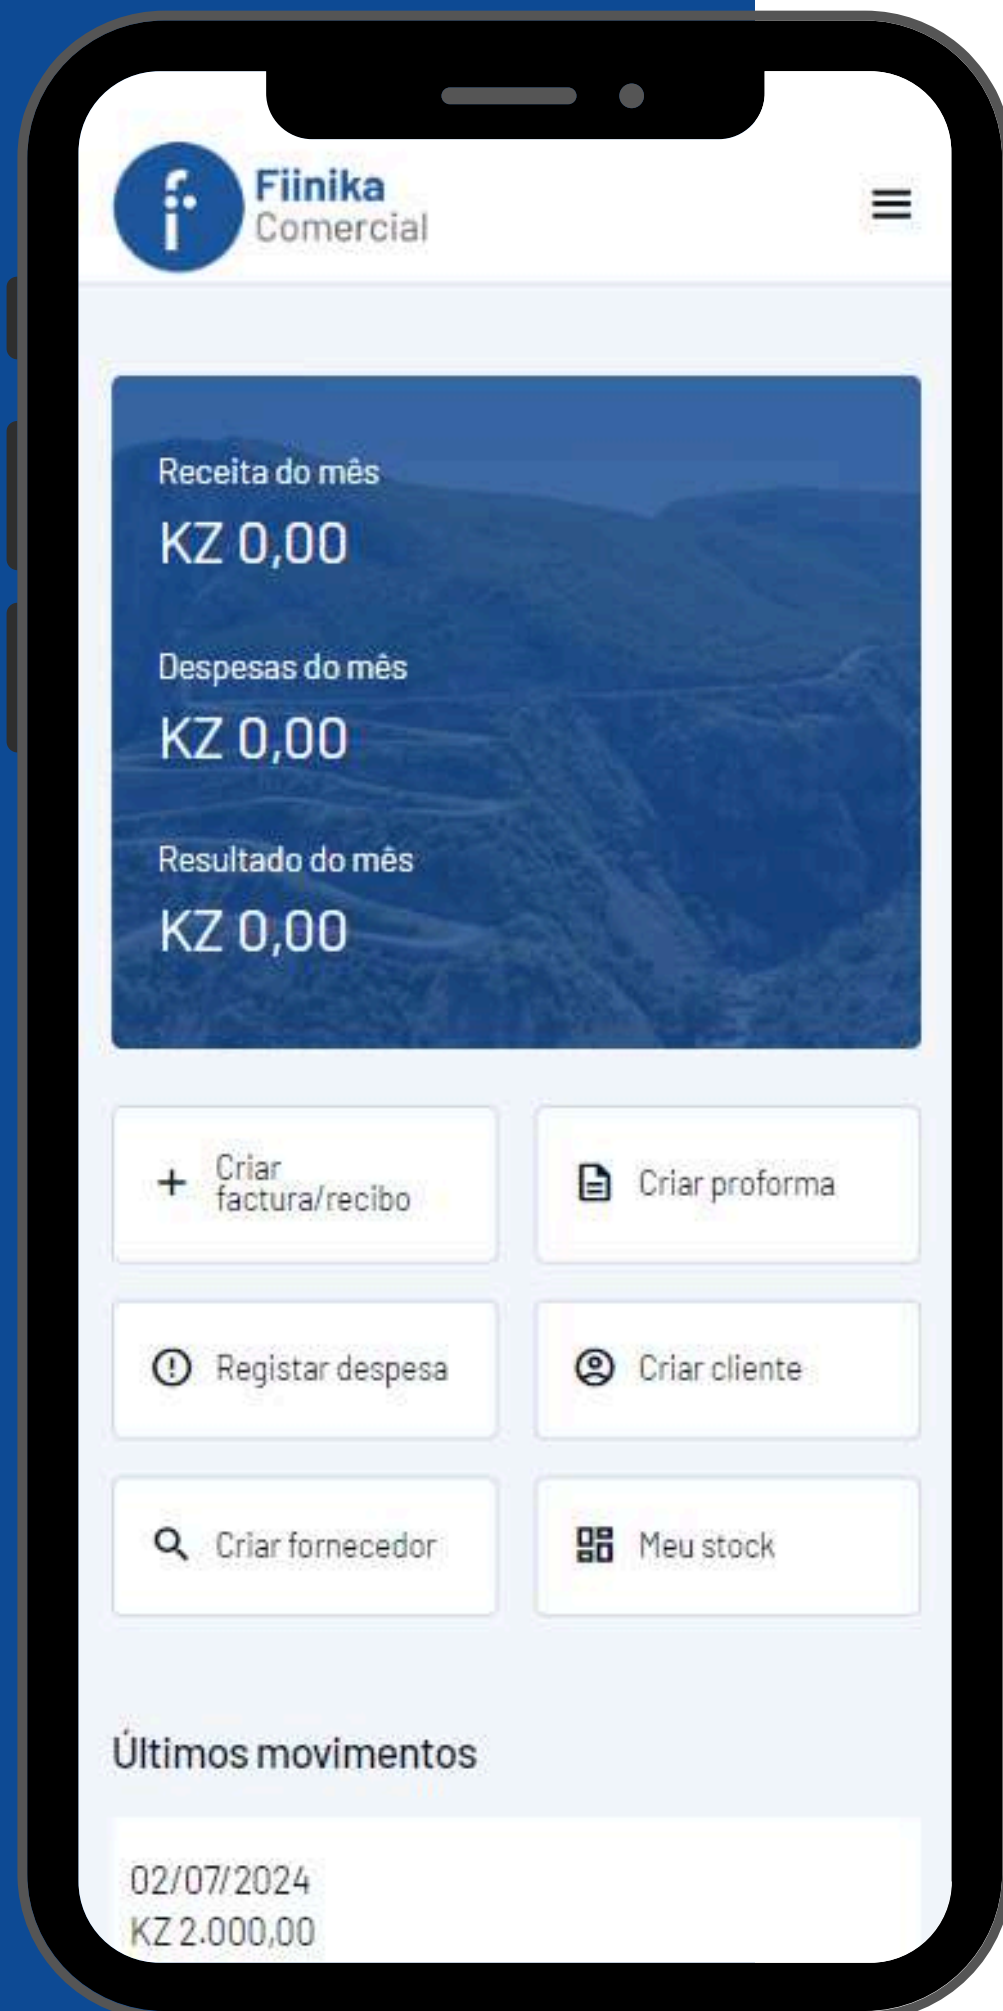 Fiinika
Comercial
Receita do mês
KZ 0,00
Despesas do mês
KZ 0,00
Resultado do mês
KZ 0,00
Criar
factura/recibo
Criar proforma
Registar despesa
Criar cliente
Criar fornecedor
Meu stock
Últimos movimentos
02/07/2024
KZ 2.000,00